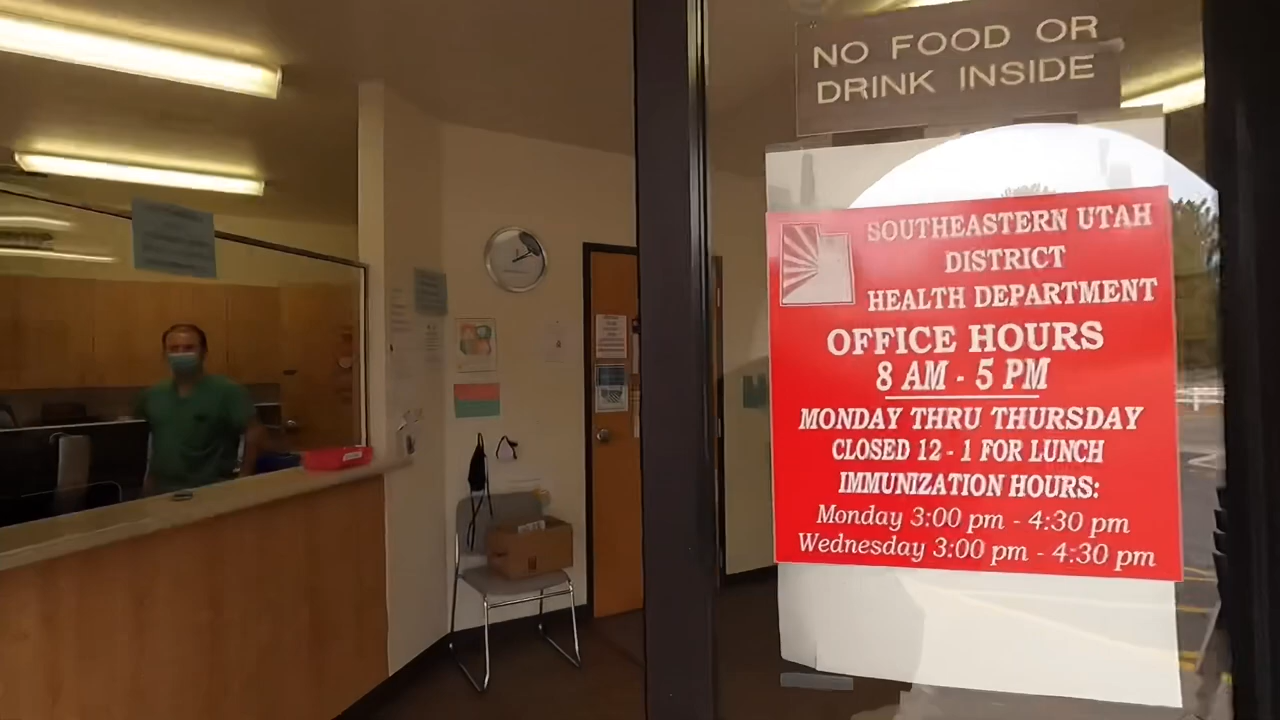 NO FOOD OR
DRINK INSIDE
SOUTHEASTERN UTAH
DISTRICT
HEALTH DEPARTMENT
OFFICE HOURS
8 AM - 5 PM
MONDAY THRU THURSDAY
CLOSED 12 - 1 FOR LUNCH
IMMUNIZATION HOURS:
Monday 3:00 pm - 4:30 pm
Wednesday 3:00 pm - 4:30 pm